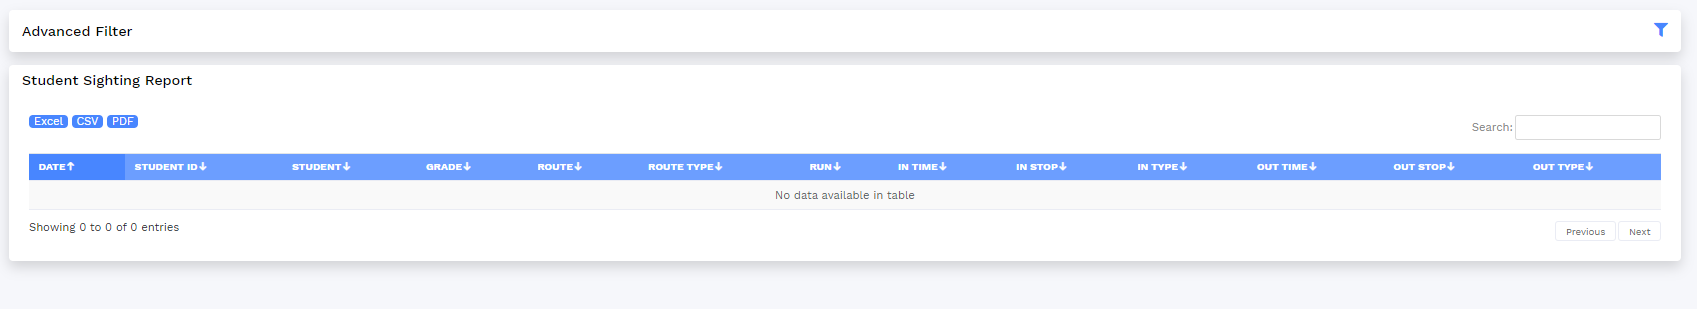 Advanced Filter
Student Sighting Report
Excel CSV PDF
Search:
DATE STUDENT ID STUDENT GRADE ROUTE ROUTE TYPE RUN IN TIME IN STOP IN TYPE OUT TIME OUT STOP OUT TYPE
No data available in table
Showing 0 to 0 of 0 entries
Previous Next